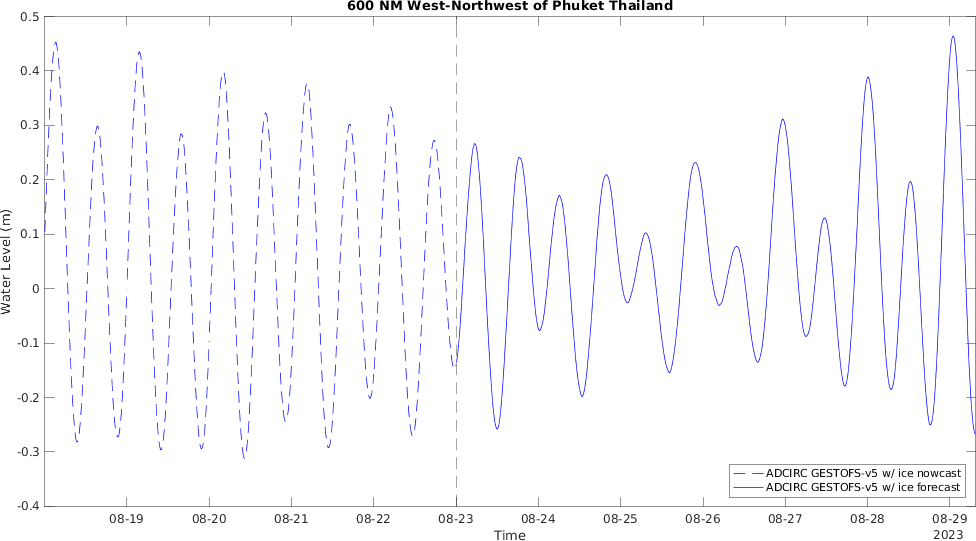 600 NM West-Northwest of Phuket Thailand
Water Level (m)
0.5
0.4
0.3
0.2
0.1
0
-0.1
-0.2
-0.3
-0.4
ADCIRC GESTOFS-v5 w/ ice nowcast
ADCIRC GESTOFS-v5 w/ ice forecast
08-19 08-20 08-21 08-22 08-23 08-24 08-25 08-26 08-27 08-28 08-29
2023
Time